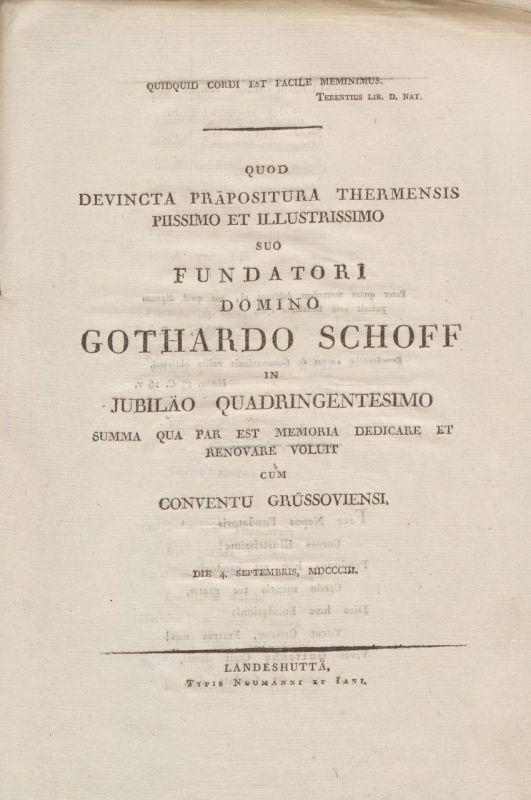 QUIDQUID CORDI EST FACILE MEMINIMUS.
TERENTIUS LIB. D. NAT.
QUOD
DEVINCTA PRÄPOSITURA THERMENSIS
PIISSIMO ET ILLUSTRISSIMO
SUO
FUNDATORI
DOMINO
GOTHARDO SCHOFF
IN
JUBILÄO QUADRINGENTESIMO
SUMMA QUA PAR EST MEMORIA DEDICARE ET
RENOVARE VOLUIT
CUM
CONVENTU GRÜSSOVIENSI.
DIE 4. SEPTEMBRIS, MDCCCIII.
LANDESHUTTÄ,
TYPIS NEUMANNI ET IANI.